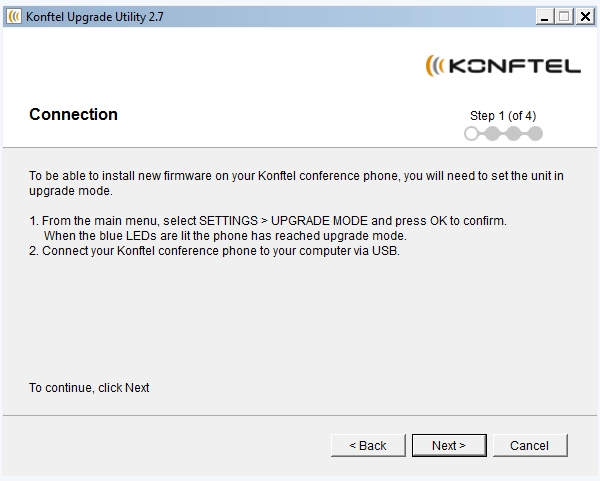 Konftel Upgrade Utility 2.7
KONFTEL
Connection
Step 1 (of 4)
To be able to install new firmware on your Konftel conference phone, you will need to set the unit in
upgrade mode.
1. From the main menu, select SETTINGS > UPGRADE MODE and press OK to confirm.
When the blue LEDs are lit the phone has reached upgrade mode.
2. Connect your Konftel conference phone to your computer via USB.
To continue, click Next
< Back
Next >
Cancel